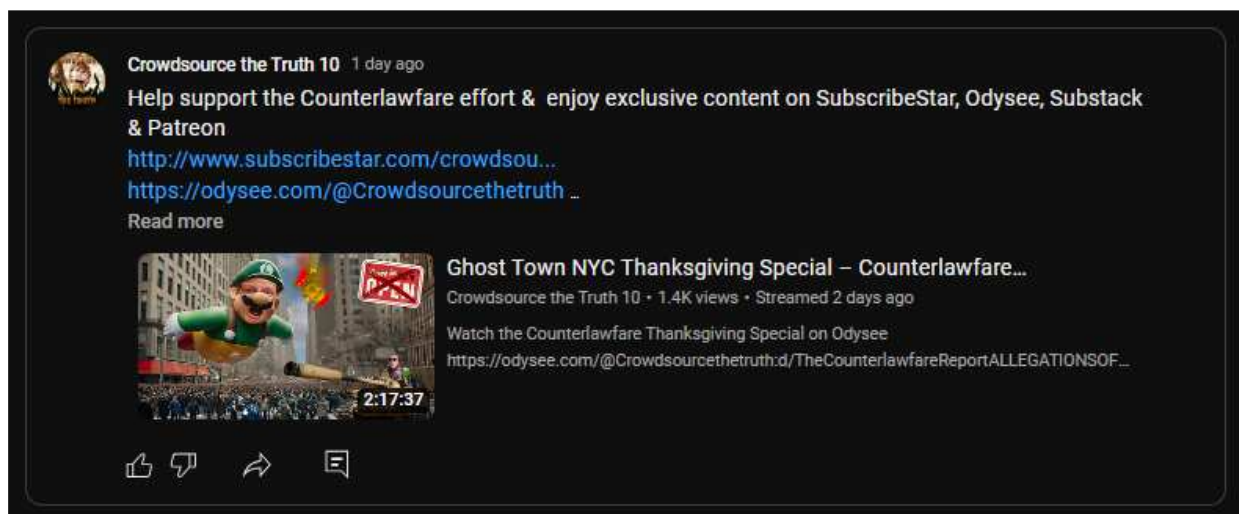 Crowdsource the Truth 10 1 day ago
Help support the Counterlawfare effort & enjoy exclusive content on SubscribeStar, Odysee, Substack
& Patreon
http://www.subscribestar.com/crowdsou...
https://odysee.com/@Crowdsourcethetruth ...
Read more
Ghost Town NYC Thanksgiving Special – Counterlawfare...
Crowdsource the Truth 10 • 1.4K views • Streamed 2 days ago
Watch the Counterlawfare Thanksgiving Special on Odysee
https://odysee.com/@Crowdsourcethetruth:d/TheCounterlawfareReportALLEGATIONSOF...
OPEN
2:17:37